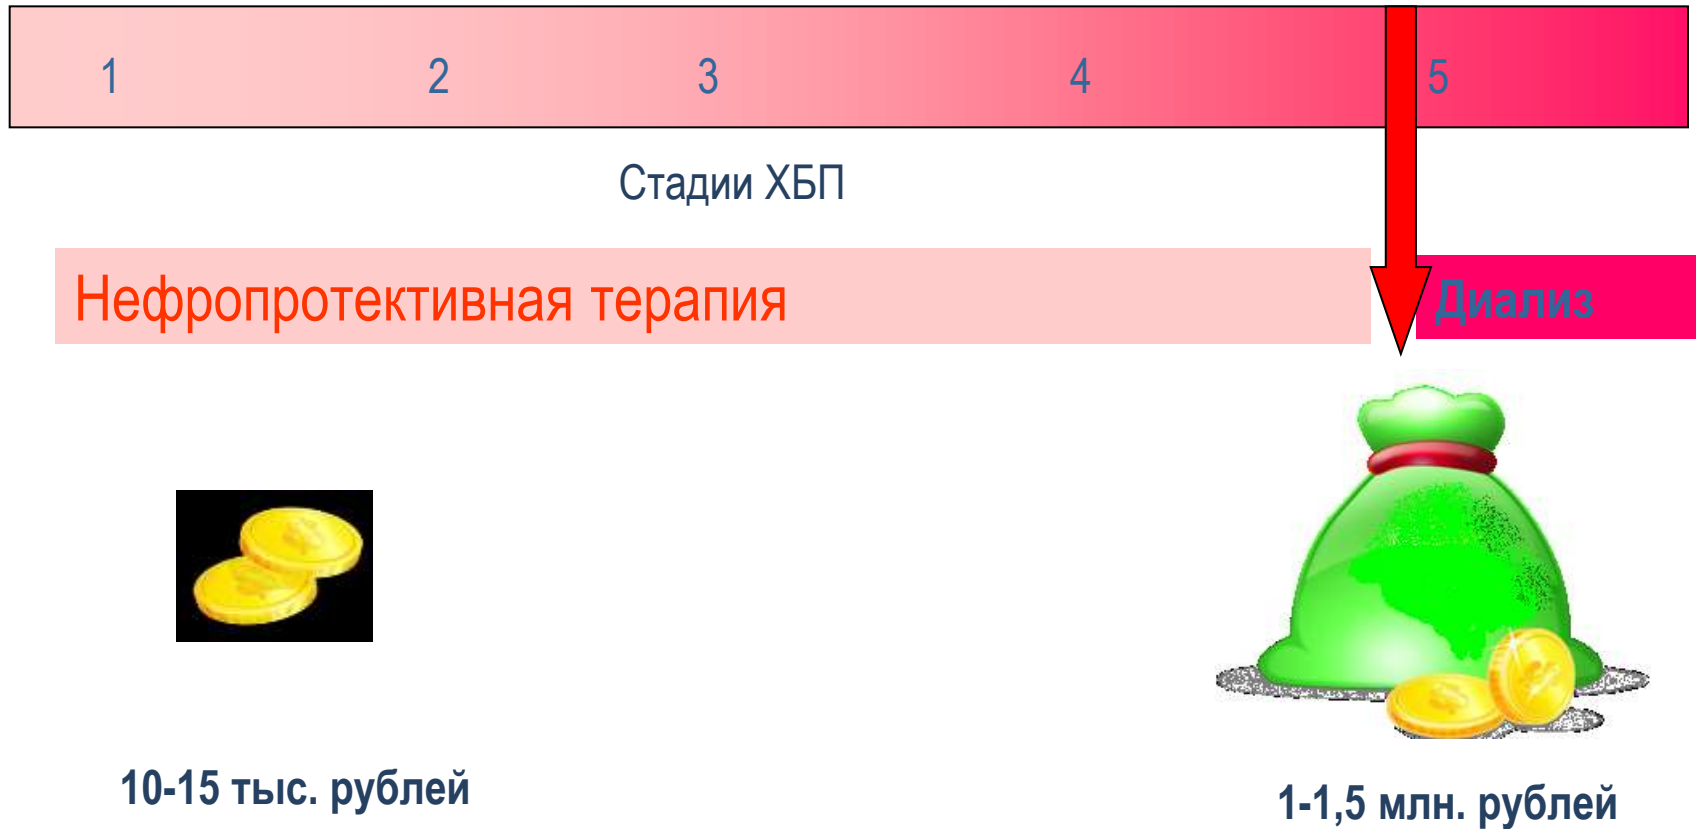 1 2 3 4 5
Стадии ХБП
Нефропротективная терапия
Диализ
10-15 тыс. рублей
1-1,5 млн. рублей